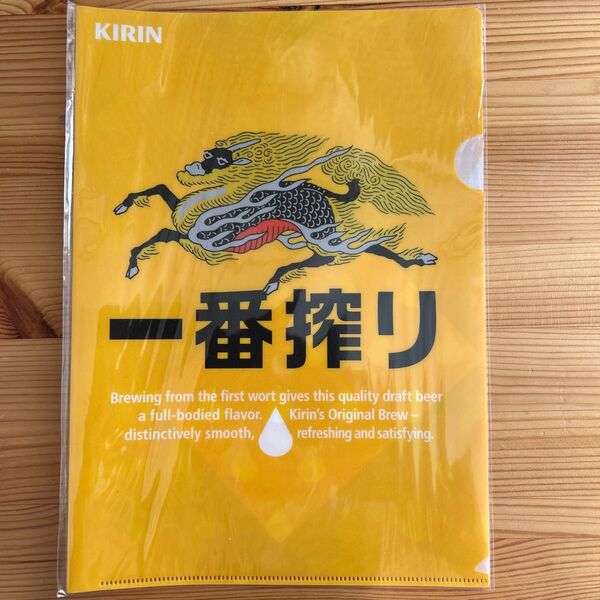 KIRIN
一番搾り
Brewing from the first wort gives this quality draft beer
a full-bodied flavor. Kirin's Original Brew –
distinctively smooth, refreshing and satisfying.